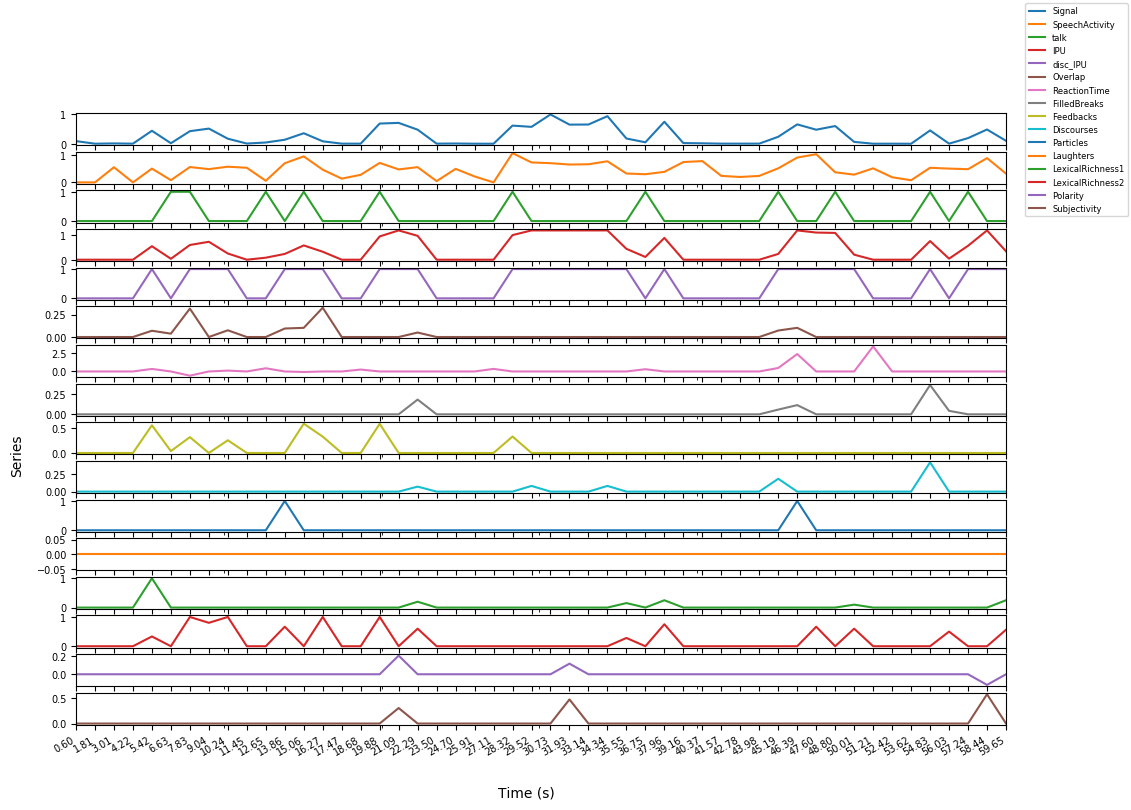 Signal
SpeechActivity
talk
IPU
disc_IPU
Overlap
ReactionTime
FilledBreaks
Feedbacks
Discourses
Particles
Laughters
LexicalRichness1
LexicalRichness2
Polarity
Subjectivity
1
0
1
0
1
0
1
0
1
0
0.25
0.00
2.5
0.0
0.25
0.00
0.5
0.0
0.25
0.00
1
0
0.05
0.00
−0.05
1
0
1
0
0.2
0.0
0.5
0.0
Series
0.60 1.81 3.01 4.22 5.42 6.63 7.83 9.04 10.24 11.45 12.65 13.86 15.06 16.27 17.47 18.68 19.88 21.09 22.29 23.50 24.70 25.91 27.11 28.32 29.52 30.73 31.93 33.14 34.34 35.55 36.75 37.96 39.16 40.37 41.57 42.78 43.98 45.19 46.39 47.60 48.80 50.01 51.21 52.42 53.62 54.83 56.03 57.24 58.44 59.65
Time (s)